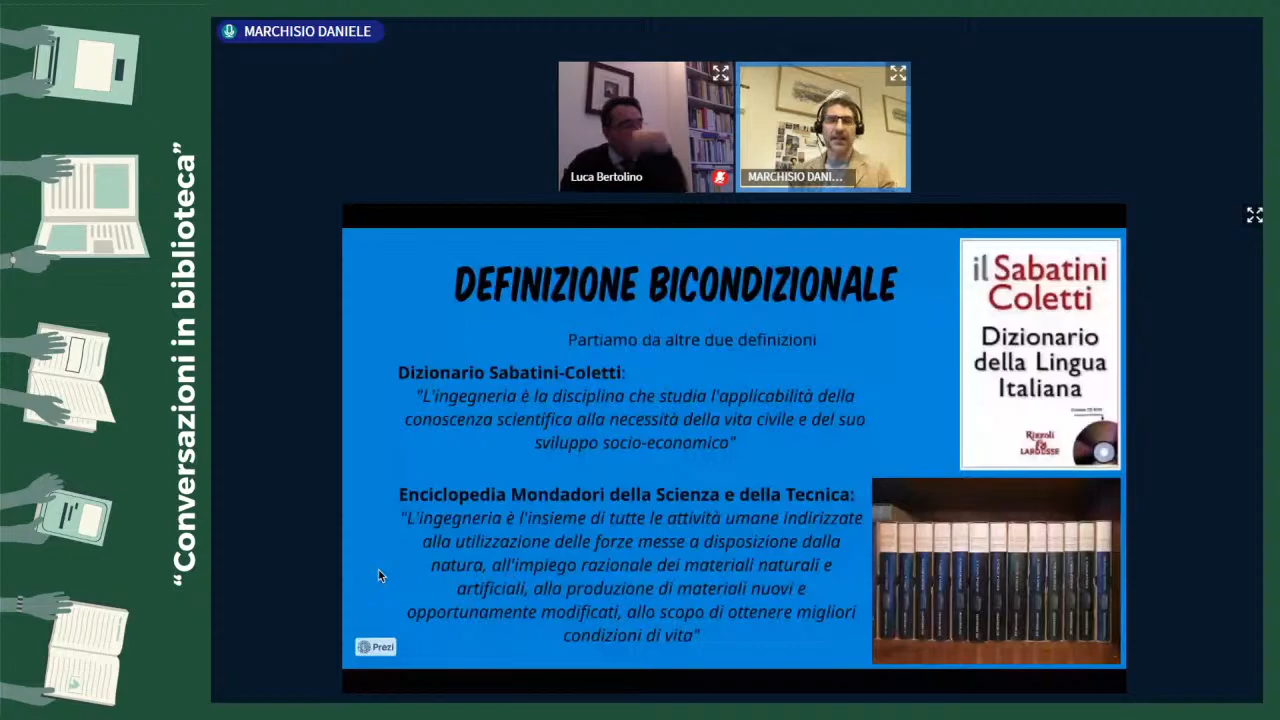 MARCHISIO DANIELE
"Conversazioni in biblioteca"
Luca Bertolino
MARCHISIO DANI...
DEFINIZIONE BICONDIZIONALE
Partiamo da altre due definizioni
Dizionario Sabatini-Coletti:
"L'ingegneria è la disciplina che studia l'applicabilità della
conoscenza scientifica alla necessità della vita civile e del suo
sviluppo socio-economico"
Enciclopedia Mondadori della Scienza e della Tecnica:
"L'ingegneria è l'insieme di tutte le attività umane indirizzate
alla utilizzazione delle forze messe a disposizione dalla
natura, all'impiego razionale dei materiali naturali e
artificiali, alla produzione di materiali nuovi e
opportunamente modificati, allo scopo di ottenere migliori
condizioni di vita"
Prezi
il Sabatini
Coletti
Dizionario
della Lingua
Italiana
Rizzoli
LAROUSSE